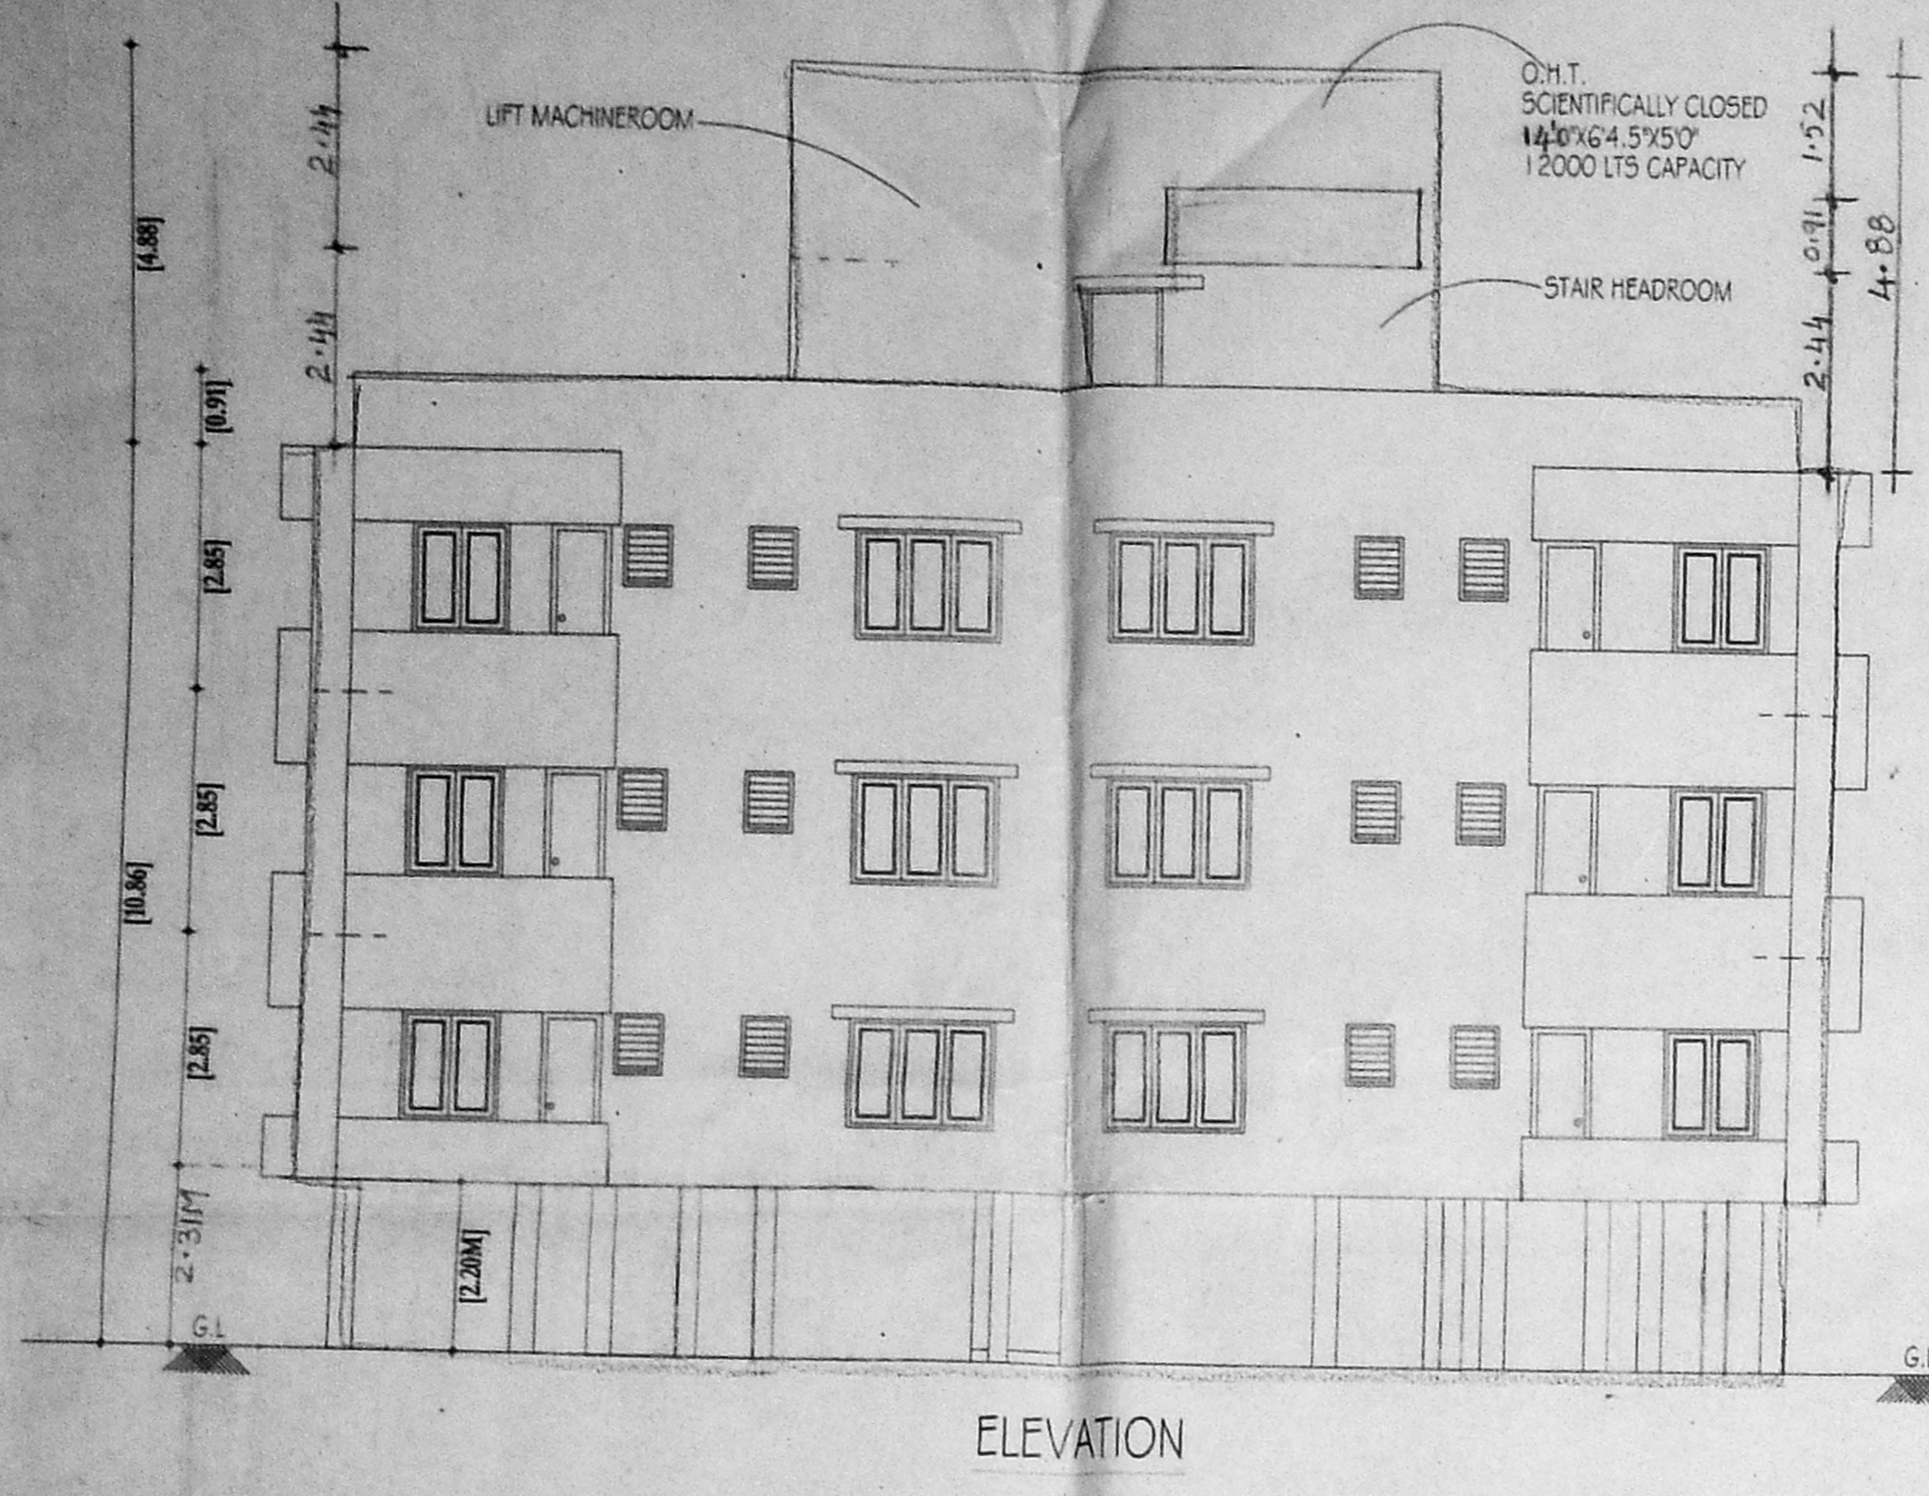 O.H.T.
SCIENTIFICALLY CLOSED
14'0"X6'4.5"X5'0"
12000 LTS CAPACITY
LIFT MACHINEROOM
STAIR HEADROOM
2.44
2.44
[4.88]
[0.91]
[2.85]
[2.85]
[10.86]
[2.85]
2.31M
[2.20M]
1.52
0.91
4.88
2.44
G.L
G.L
ELEVATION